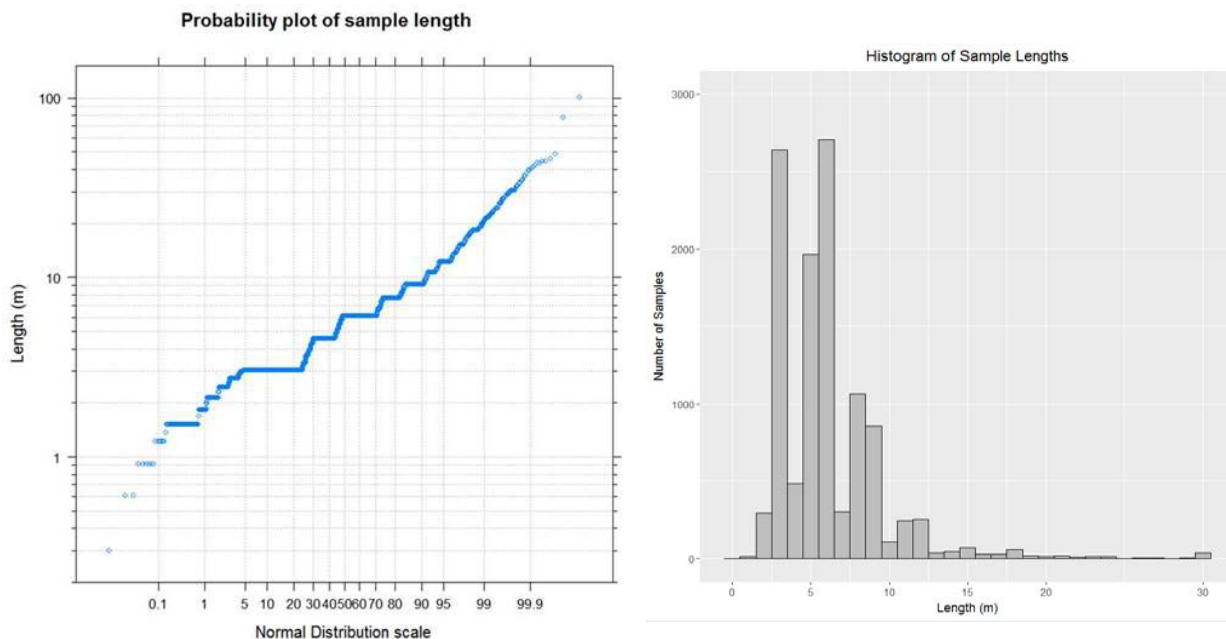 Probability plot of sample length
100
10
1
Length (m)
0.1 1 5 10 20 30 40 50 60 70 80 90 95 99 99.9
Normal Distribution scale
Histogram of Sample Lengths
3000
2000
1000
0
Number of Samples
0 10 20 30
Length (m)